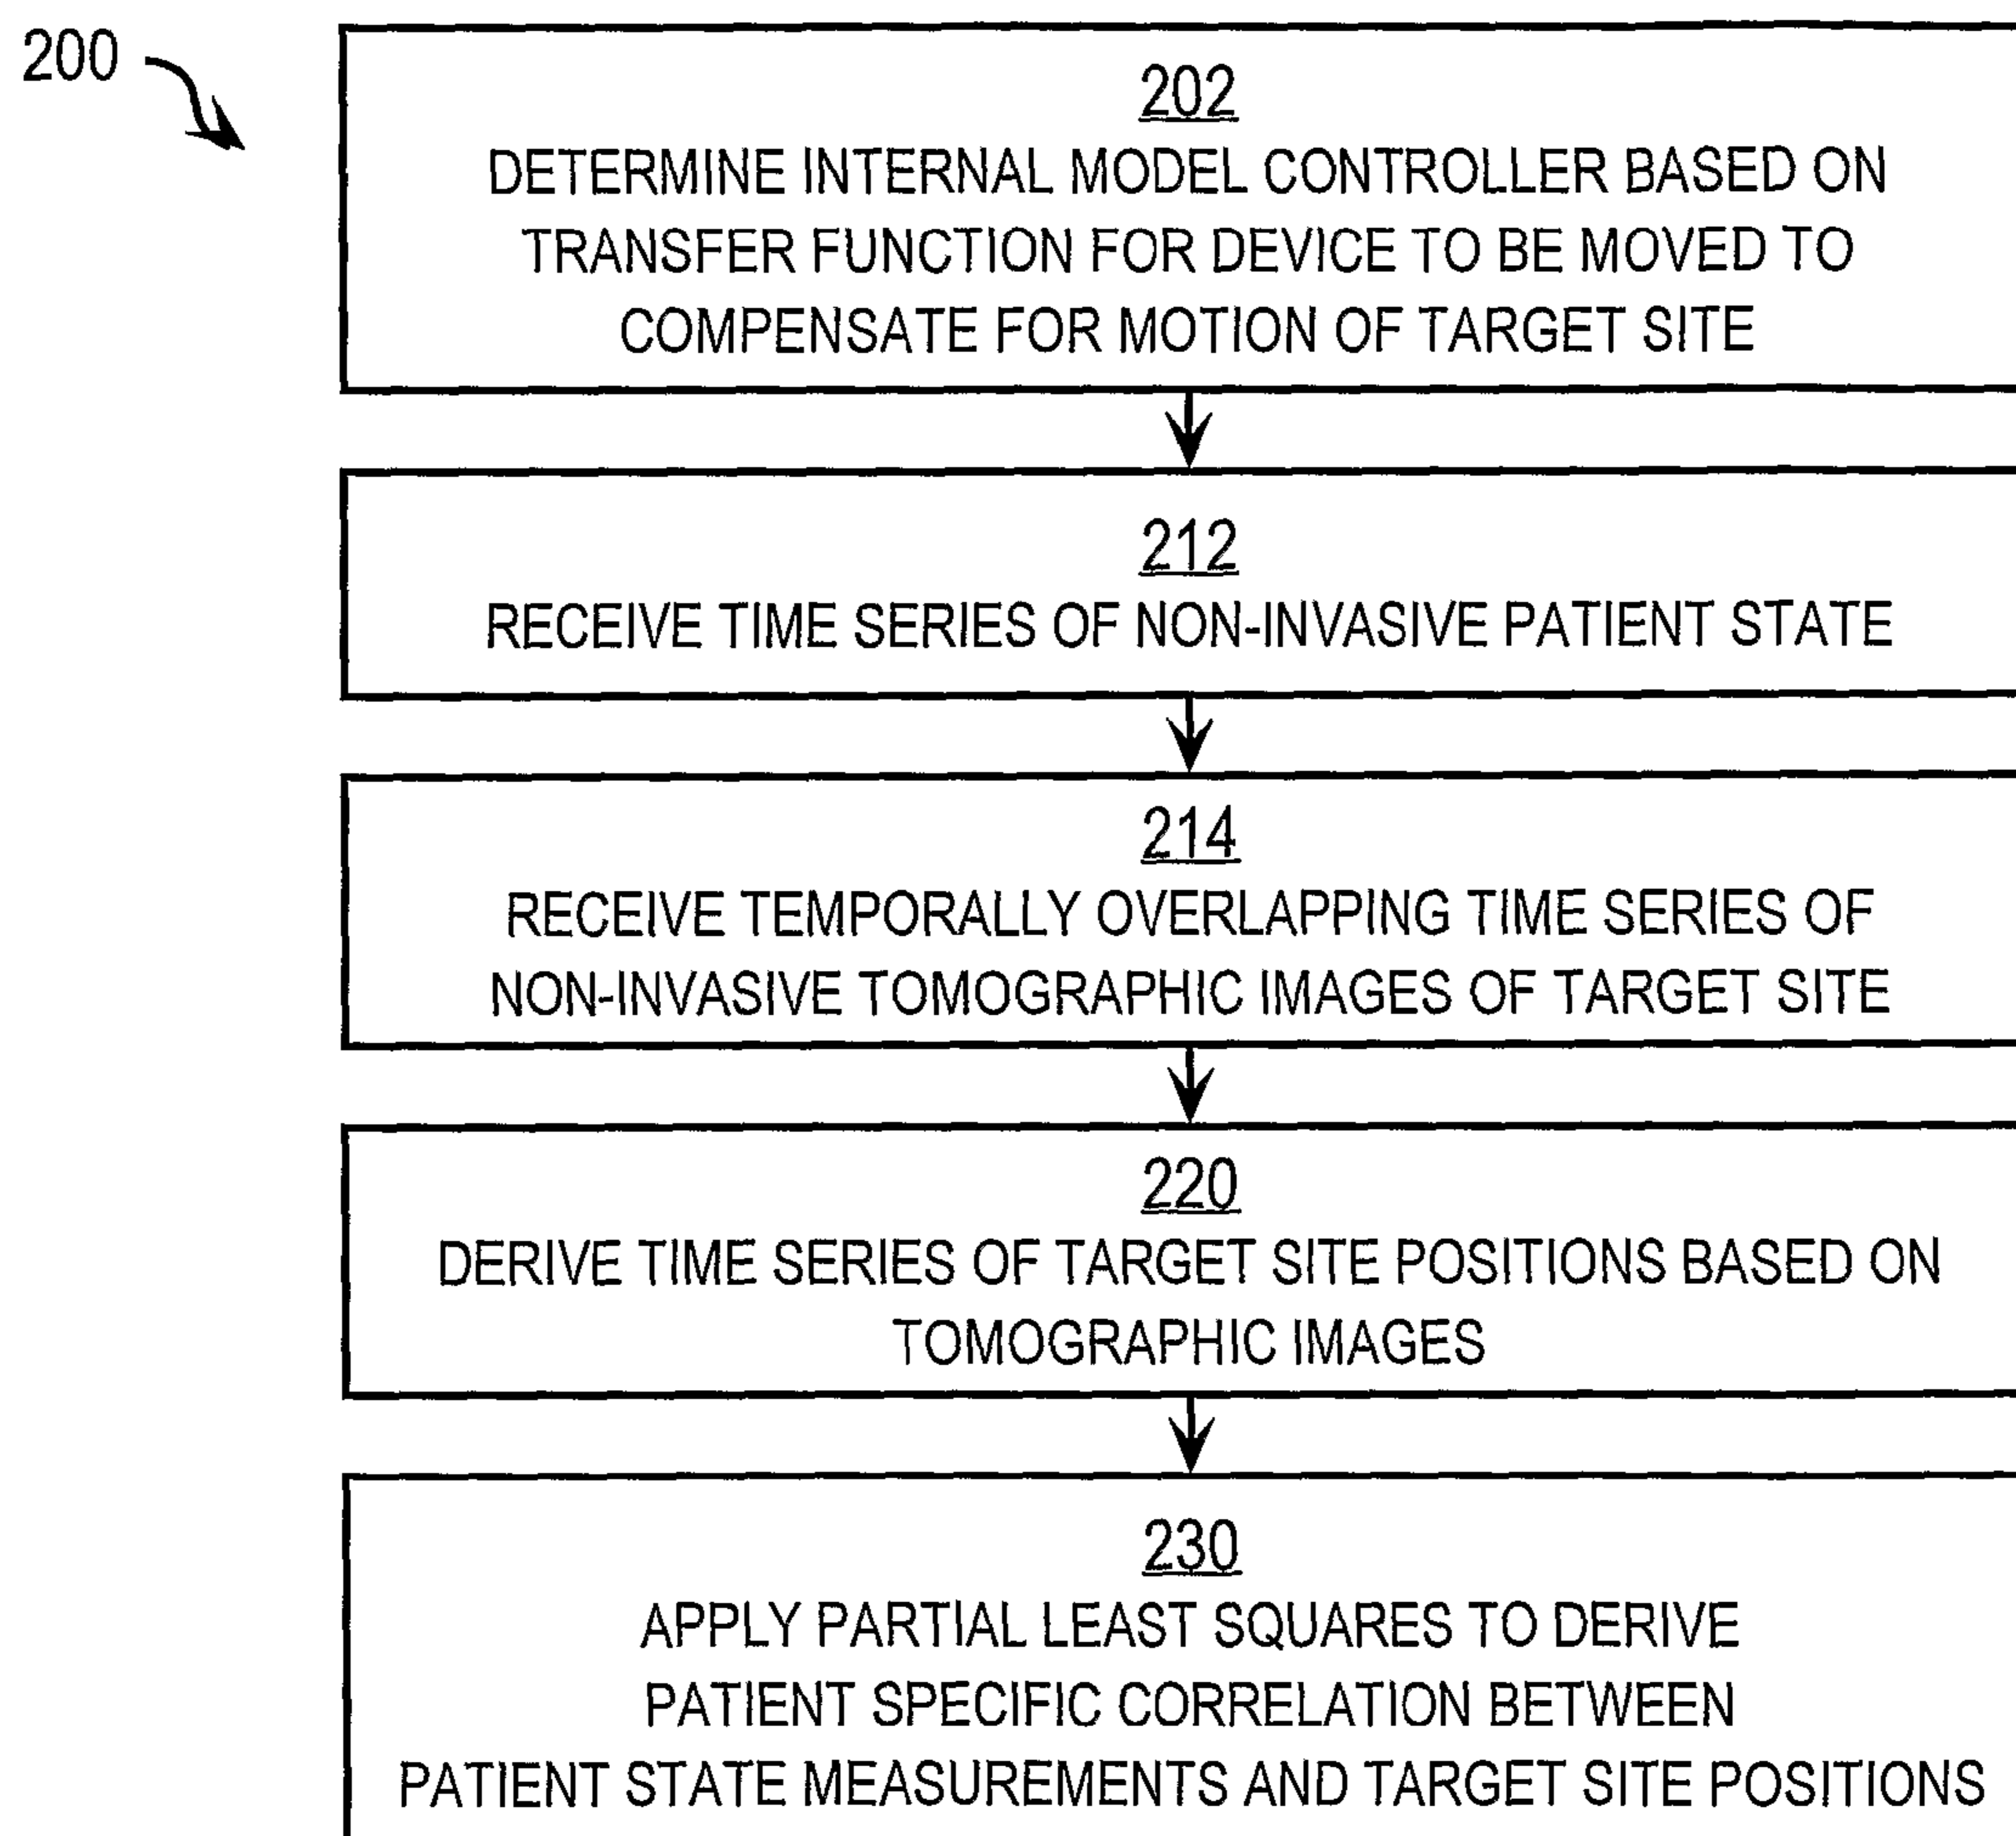 200
202
DETERMINE INTERNAL MODEL CONTROLLER BASED ON
TRANSFER FUNCTION FOR DEVICE TO BE MOVED TO
COMPENSATE FOR MOTION OF TARGET SITE
212
RECEIVE TIME SERIES OF NON-INVASIVE PATIENT STATE
214
RECEIVE TEMPORALLY OVERLAPPING TIME SERIES OF
NON-INVASIVE TOMOGRAPHIC IMAGES OF TARGET SITE
220
DERIVE TIME SERIES OF TARGET SITE POSITIONS BASED ON
TOMOGRAPHIC IMAGES
230
APPLY PARTIAL LEAST SQUARES TO DERIVE
PATIENT SPECIFIC CORRELATION BETWEEN
PATIENT STATE MEASUREMENTS AND TARGET SITE POSITIONS